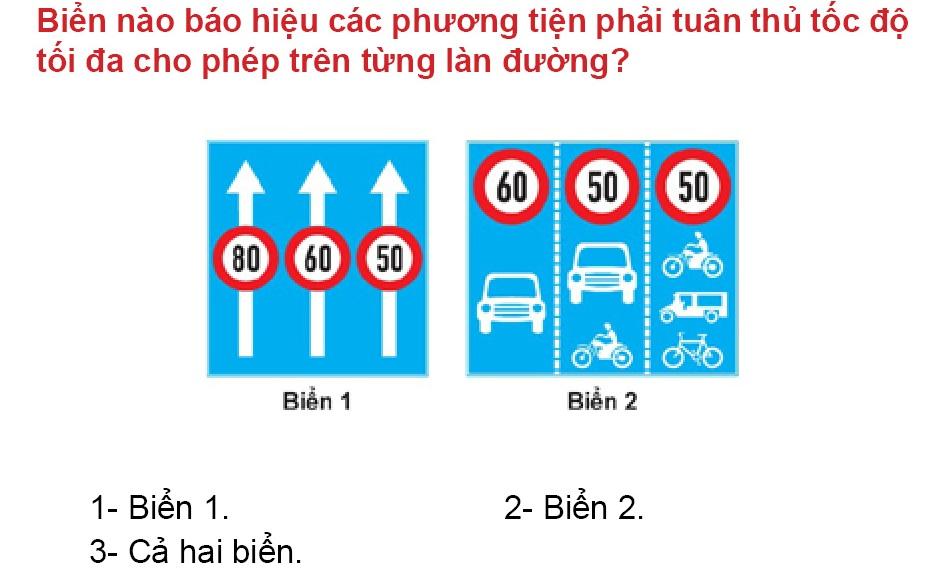 Biển nào báo hiệu các phương tiện phải tuân thủ tốc độ
tối đa cho phép trên từng làn đường?
80 60 50
60 50 50
Biển 1
Biển 2
1- Biển 1.
2- Biển 2.
3- Cả hai biển.